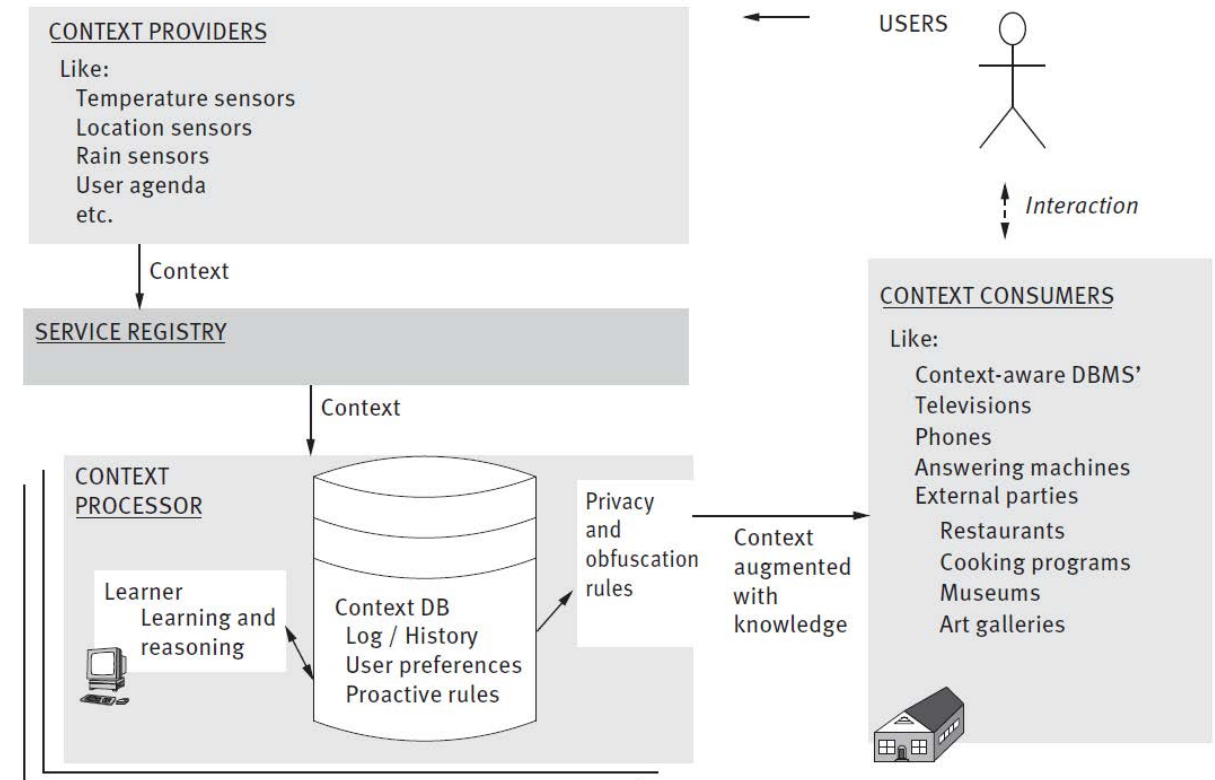 CONTEXT PROVIDERS
Like:
Temperature sensors
Location sensors
Rain sensors
User agenda
etc.
USERS
Interaction
Context
SERVICE REGISTRY
Context
CONTEXT
PROCESSOR
Learner
Learning and
reasoning
Context DB
Log / History
User preferences
Proactive rules
Privacy
and
obfuscation
rules
Context
augmented
with
knowledge
CONTEXT CONSUMERS
Like:
Context-aware DBMS’
Televisions
Phones
Answering machines
External parties
Restaurants
Cooking programs
Museums
Art galleries